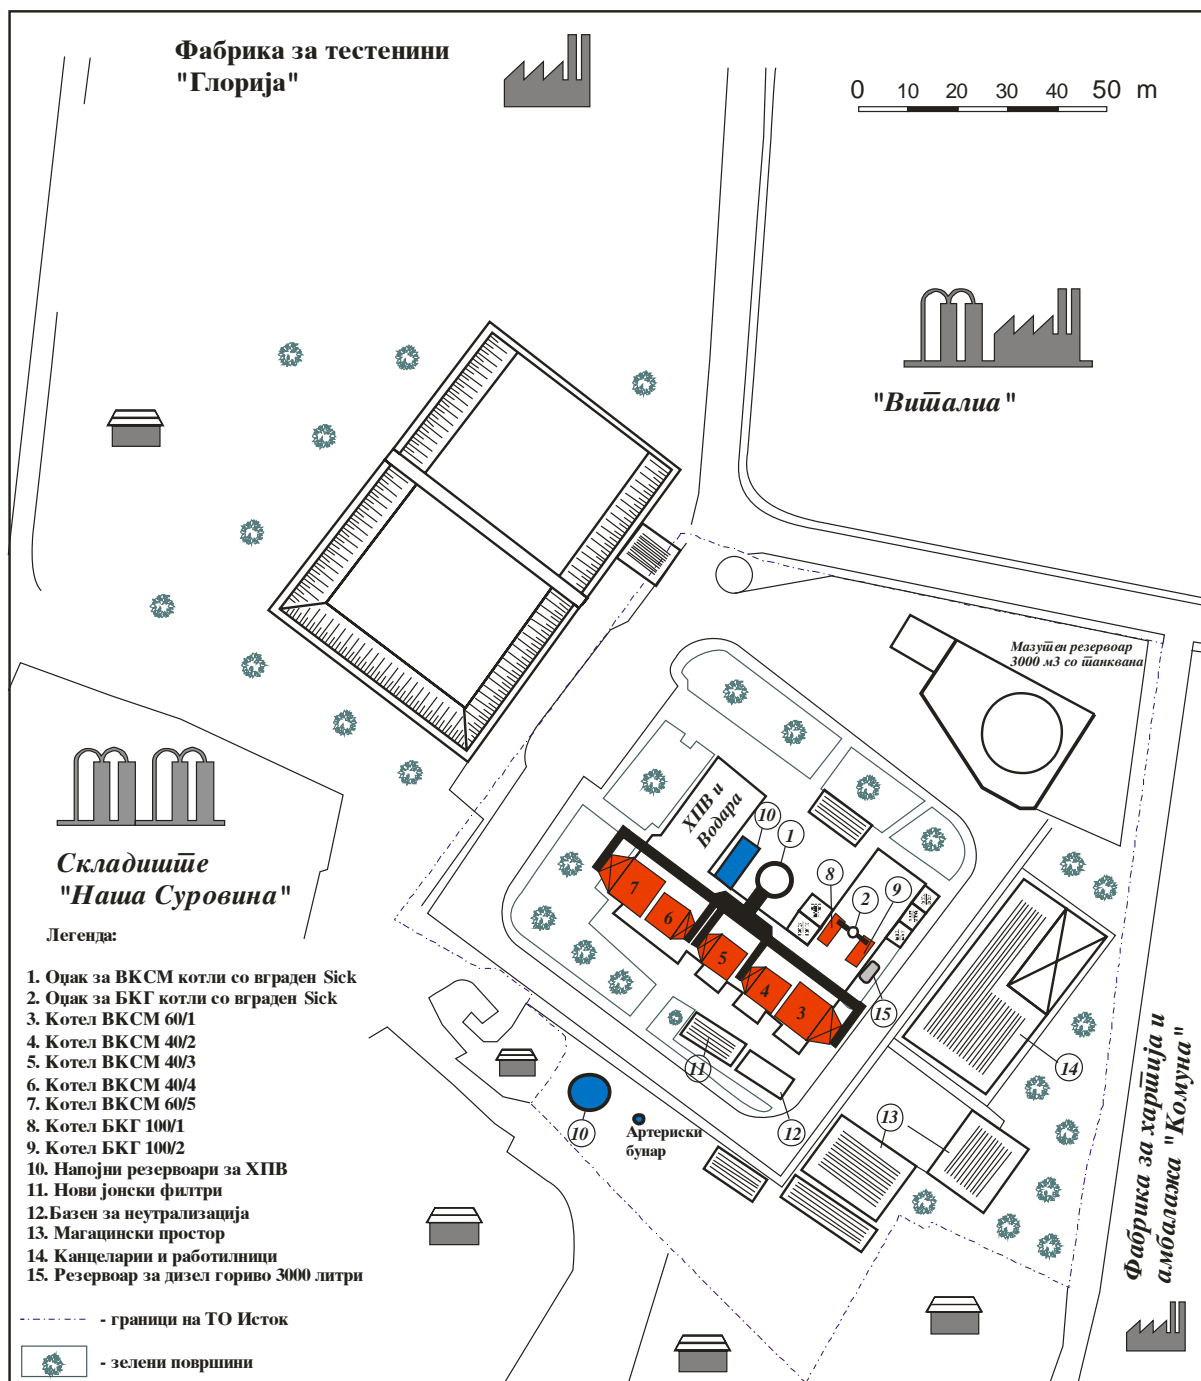 Фабрика за тестенини
"Глорија"
0 10 20 30 40 50 m
"Виталиа"
Мазутен резервоар
3000 м3 со танквана
ХПВ и
Водара
10
1
8
2
9
7
6
5
4
3
15
11
12
10
13
14
Артериски
бунар
Складиште
"Наша Суровина"
Фабрика за хартија и
амбалажа "Комуна"
Легенда:
1. Оџак за ВКСМ котли со вграден Sick
2. Оџак за БКГ котли со вграден Sick
3. Котел ВКСМ 60/1
4. Котел ВКСМ 40/2
5. Котел ВКСМ 40/3
6. Котел ВКСМ 40/4
7. Котел ВКСМ 60/5
8. Котел БКГ 100/1
9. Котел БКГ 100/2
10. Напојни резервоари за ХПВ
11. Нови јонски филтри
12.Базен за неутрализација
13. Магацински простор
14. Канцеларии и работилници
15. Резервоар за дизел гориво 3000 литри
- граници на ТО Исток
- зелени површини